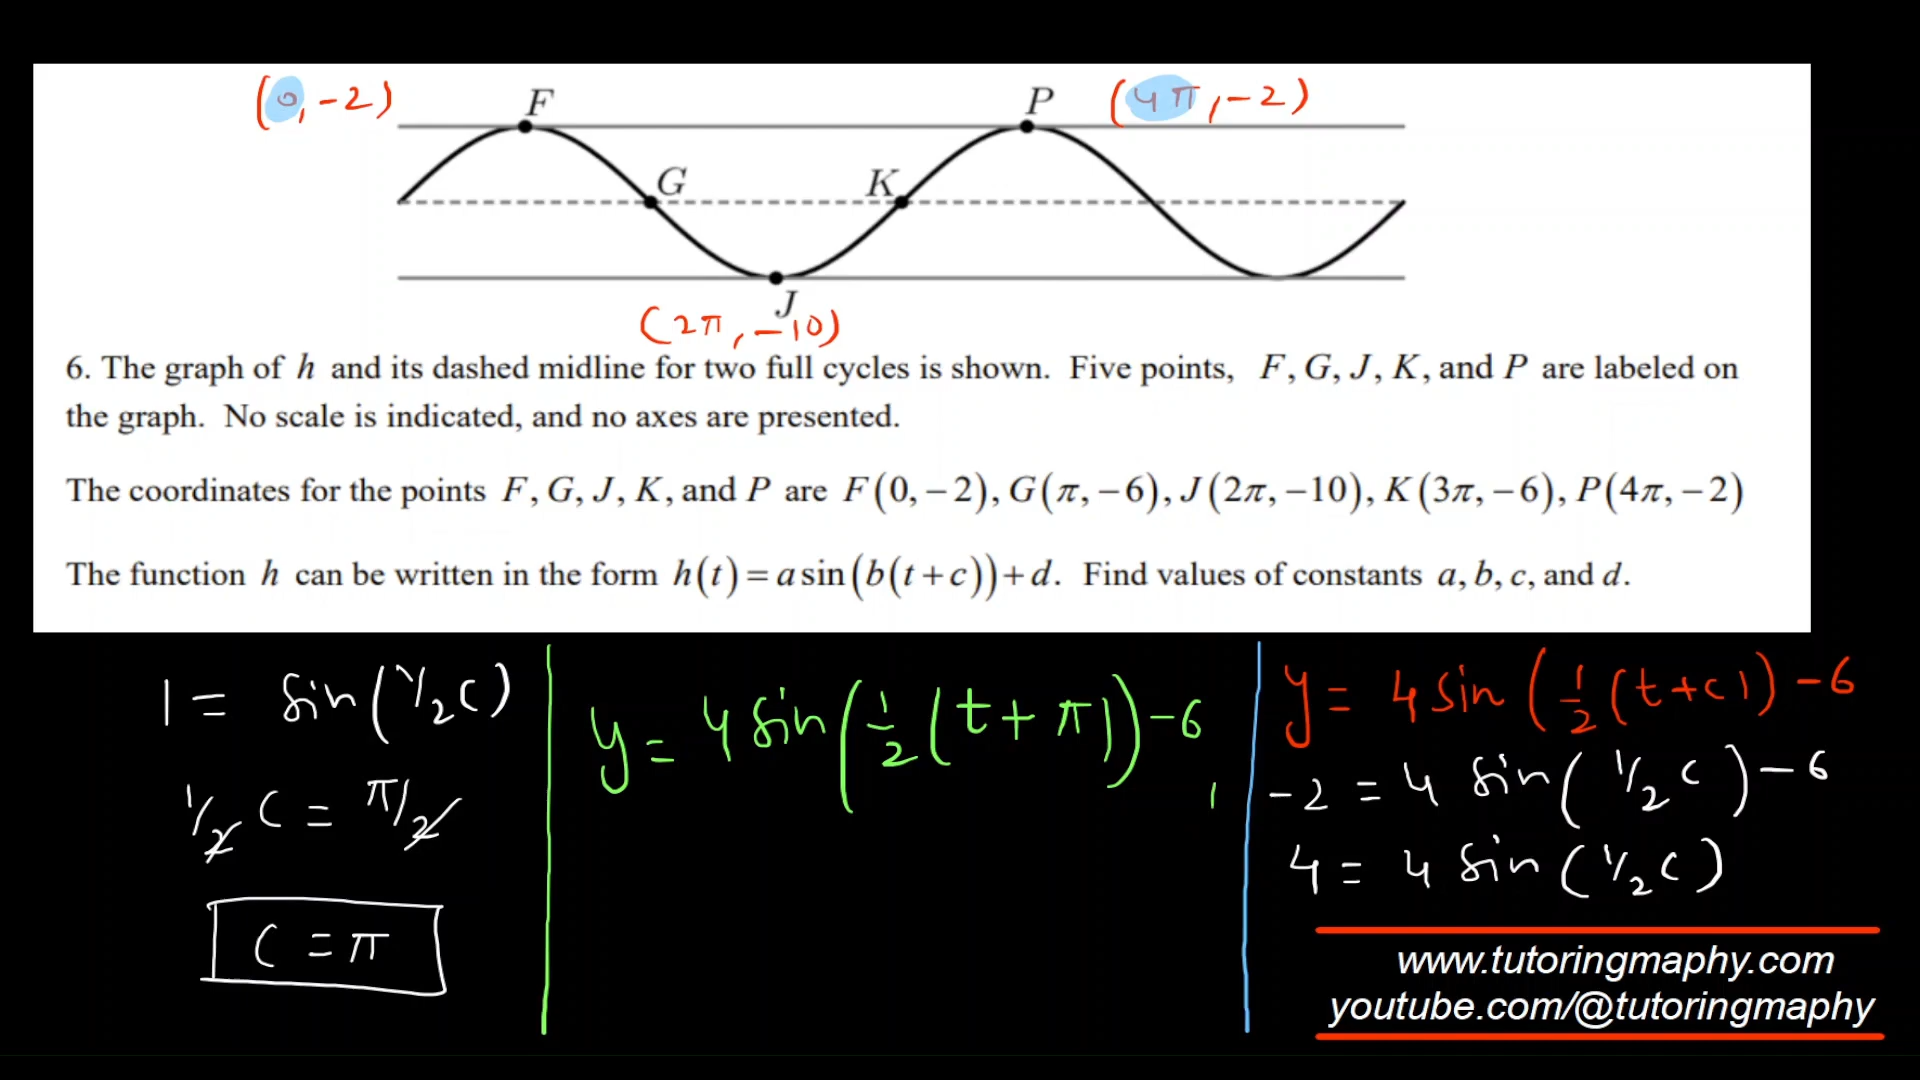 (0, -2) F P (4π, -2)
G K
J
(2π, -10)
6. The graph of h and its dashed midline for two full cycles is shown. Five points, F, G, J, K, and P are labeled on
the graph. No scale is indicated, and no axes are presented.
The coordinates for the points F, G, J, K, and P are F(0, −2), G(π, −6), J(2π, −10), K(3π, −6), P(4π, −2)
The function h can be written in the form h(t) = a sin(b(t + c)) + d. Find values of constants a, b, c, and d.
1 = sin(1/2 c)
1/2 c = π/2
c = π
y = 4 sin(1/2 (t + π)) - 6
y = 4 sin(1/2 (t + c)) - 6
-2 = 4 sin(1/2 c) - 6
4 = 4 sin(1/2 c)
www.tutoringmaphy.com
youtube.com/@tutoringmaphy